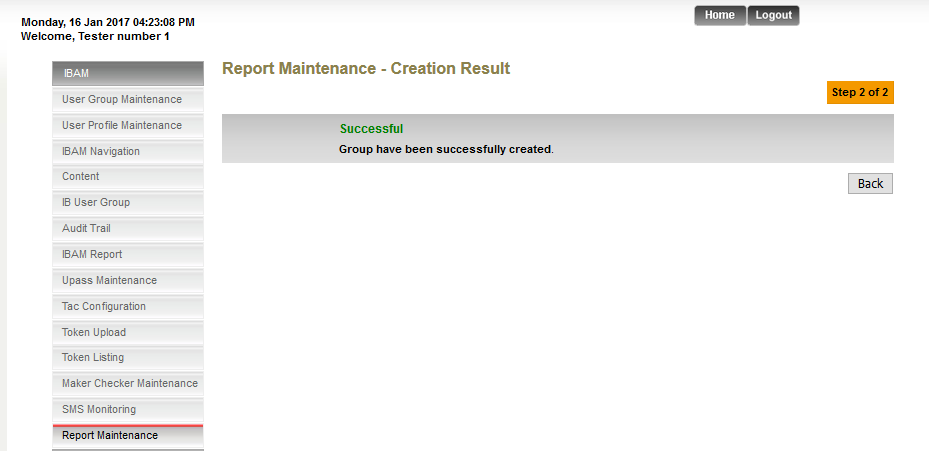 Monday, 16 Jan 2017 04:23:08 PM
Welcome, Tester number 1
Home
Logout
IBAM
User Group Maintenance
User Profile Maintenance
IBAM Navigation
Content
IB User Group
Audit Trail
IBAM Report
Upass Maintenance
Tac Configuration
Token Upload
Token Listing
Maker Checker Maintenance
SMS Monitoring
Report Maintenance
Report Maintenance - Creation Result
Step 2 of 2
Successful
Group have been successfully created.
Back